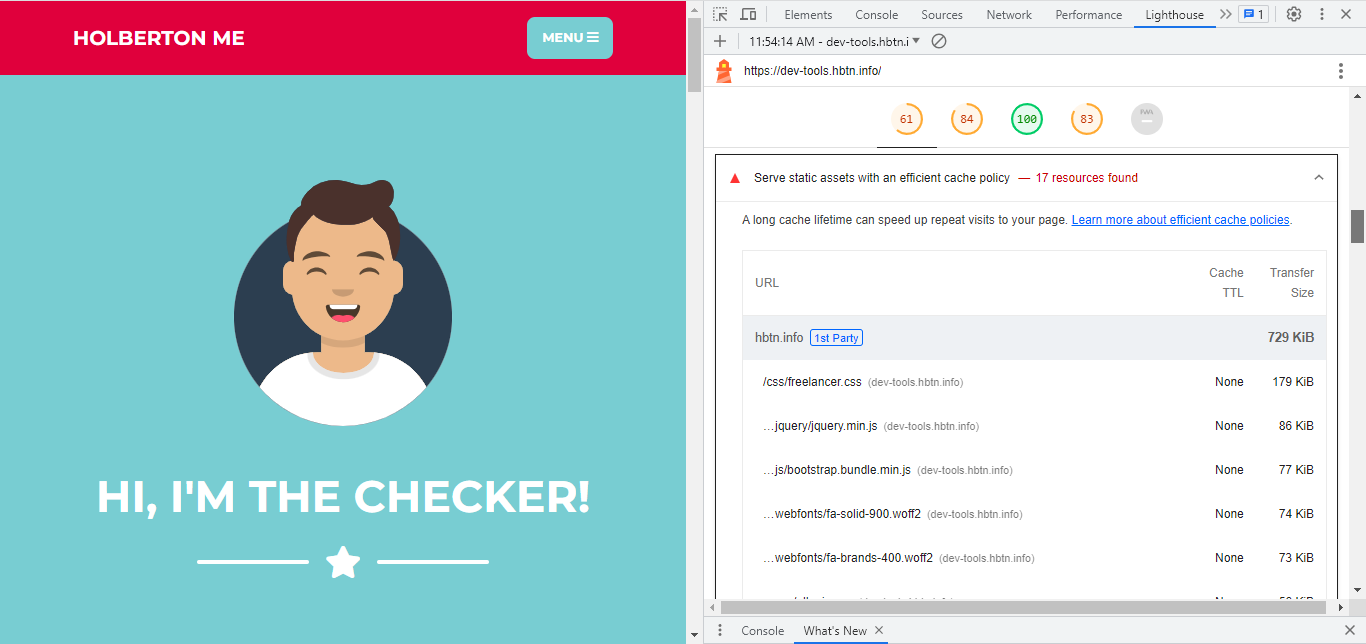 HOLBERTON ME
MENU
HI, I'M THE CHECKER!
Elements Console Sources Network Performance Lighthouse 1
11:54:14 AM - dev-tools.hbtn.i
https://dev-tools.hbtn.info/
61 84 100 83 PWA
Serve static assets with an efficient cache policy — 17 resources found
A long cache lifetime can speed up repeat visits to your page. Learn more about efficient cache policies.
URL Cache TTL Transfer Size
hbtn.info 1st Party 729 KiB
/css/freelancer.css (dev-tools.hbtn.info) None 179 KiB
…jquery/jquery.min.js (dev-tools.hbtn.info) None 86 KiB
…js/bootstrap.bundle.min.js (dev-tools.hbtn.info) None 77 KiB
…webfonts/fa-solid-900.woff2 (dev-tools.hbtn.info) None 74 KiB
…webfonts/fa-brands-400.woff2 (dev-tools.hbtn.info) None 73 KiB
Console What's New